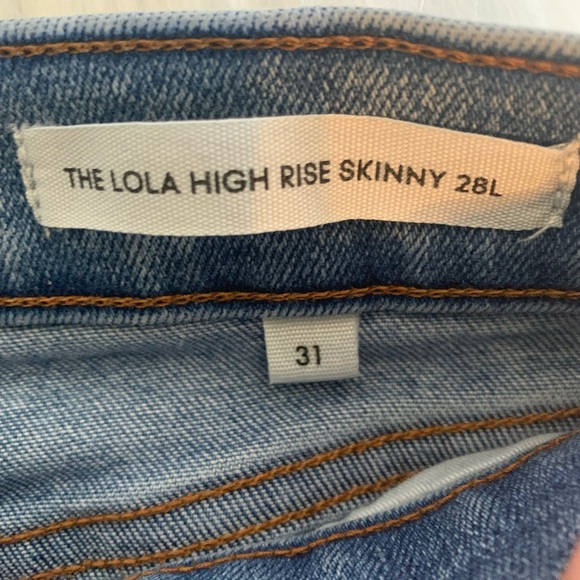 THE LOLA HIGH RISE SKINNY 28L
31